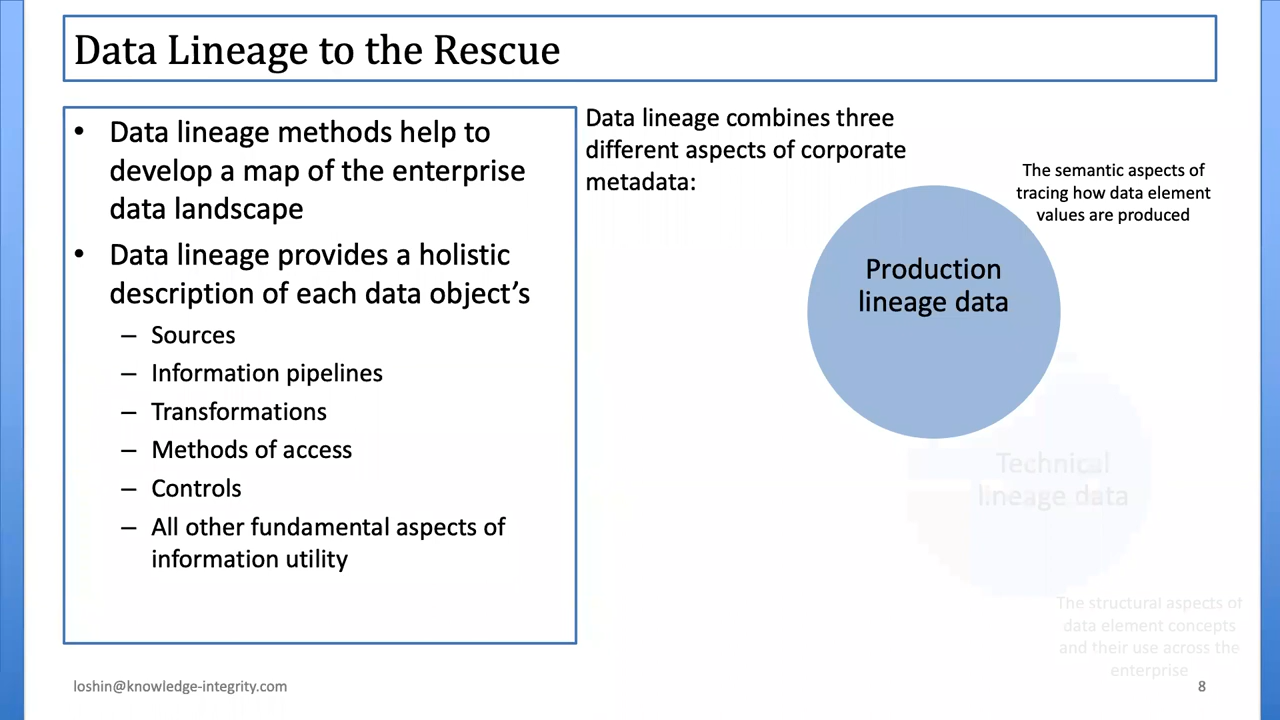 Data Lineage to the Rescue
• Data lineage methods help to
develop a map of the enterprise
data landscape
• Data lineage provides a holistic
description of each data object’s
– Sources
– Information pipelines
– Transformations
– Methods of access
– Controls
– All other fundamental aspects of
information utility
Data lineage combines three
different aspects of corporate
metadata:
The semantic aspects of
tracing how data element
values are produced
Production
lineage data
Technical
lineage data
The structural aspects of
data element concepts
and their use across the
enterprise
loshin@knowledge-integrity.com
8